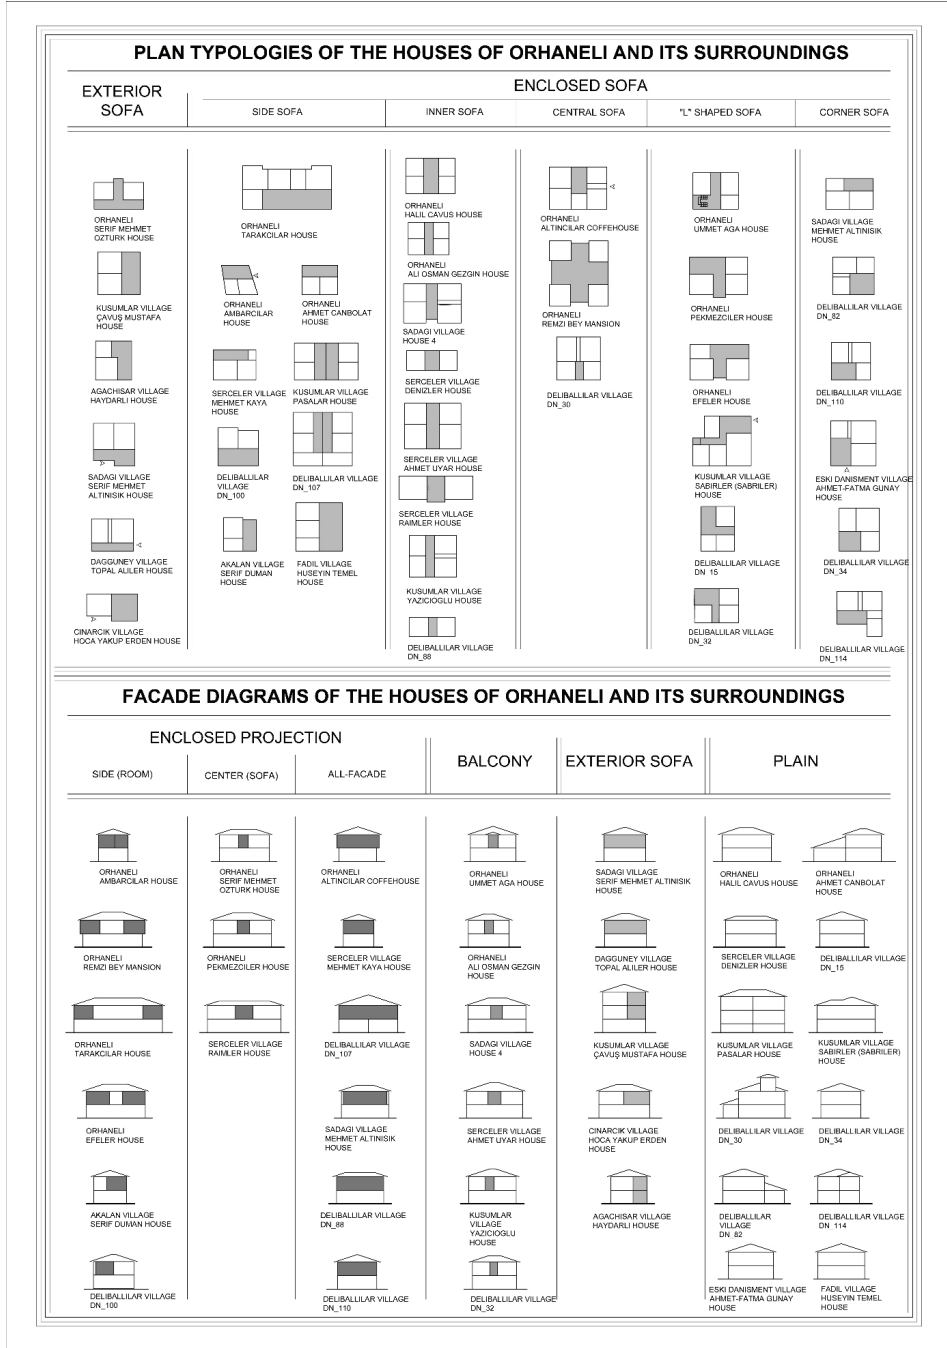 PLAN TYPOLOGIES OF THE HOUSES OF ORHANELI AND ITS SURROUNDINGS
EXTERIOR
SOFA
ENCLOSED SOFA
SIDE SOFA
INNER SOFA
CENTRAL SOFA
"L" SHAPED SOFA
CORNER SOFA
ORHANELI
SERIF MEHMET
OZTURK HOUSE
KUSUMLAR VILLAGE
ÇAVUŞ MUSTAFA
HOUSE
AGACHISAR VILLAGE
HAYDARLI HOUSE
SADAGI VILLAGE
SERIF MEHMET
ALTINISIK HOUSE
DAGGUNEY VILLAGE
TOPAL ALILER HOUSE
CINARCIK VILLAGE
HOCA YAKUP ERDEN HOUSE
ORHANELI
TARAKCILAR HOUSE
ORHANELI
AMBARCILAR
HOUSE
ORHANELI
AHMET CANBOLAT
HOUSE
SERCELER VILLAGE
MEHMET KAYA
HOUSE
KUSUMLAR VILLAGE
PASALAR HOUSE
DELIBALLILAR
VILLAGE
DN_100
DELIBALLILAR VILLAGE
DN_107
AKALAN VILLAGE
SERIF DUMAN
HOUSE
FADIL VILLAGE
HUSEYIN TEMEL
HOUSE
ORHANELI
HALIL CAVUS HOUSE
ORHANELI
ALI OSMAN GEZGIN HOUSE
SADAGI VILLAGE
HOUSE 4
SERCELER VILLAGE
DENIZLER HOUSE
SERCELER VILLAGE
AHMET UYAR HOUSE
SERCELER VILLAGE
RAIMLER HOUSE
KUSUMLAR VILLAGE
YAZICIOGLU HOUSE
DELIBALLILAR VILLAGE
DN_88
ORHANELI
ALTINCILAR COFFEHOUSE
ORHANELI
REMZI BEY MANSION
DELIBALLILAR VILLAGE
DN_30
ORHANELI
UMMET AGA HOUSE
ORHANELI
PEKMEZCILER HOUSE
ORHANELI
EFELER HOUSE
KUSUMLAR VILLAGE
SABIRLER (SABRILER)
HOUSE
DELIBALLILAR VILLAGE
DN_15
DELIBALLILAR VILLAGE
DN_32
SADAGI VILLAGE
MEHMET ALTINISIK
HOUSE
DELIBALLILAR VILLAGE
DN_82
DELIBALLILAR VILLAGE
DN_110
ESKI DANISMENT VILLAGE
AHMET-FATMA GUNAY
HOUSE
DELIBALLILAR VILLAGE
DN_34
DELIBALLILAR VILLAGE
DN_114
FACADE DIAGRAMS OF THE HOUSES OF ORHANELI AND ITS SURROUNDINGS
ENCLOSED PROJECTION
SIDE (ROOM)
CENTER (SOFA)
ALL-FACADE
BALCONY
EXTERIOR SOFA
PLAIN
ORHANELI
AMBARCILAR HOUSE
ORHANELI
REMZI BEY MANSION
ORHANELI
TARAKCILAR HOUSE
ORHANELI
EFELER HOUSE
AKALAN VILLAGE
SERIF DUMAN HOUSE
DELIBALLILAR VILLAGE
DN_100
ORHANELI
SERIF MEHMET
OZTURK HOUSE
ORHANELI
PEKMEZCILER HOUSE
SERCELER VILLAGE
RAIMLER HOUSE
ORHANELI
ALTINCILAR COFFEHOUSE
SERCELER VILLAGE
MEHMET KAYA HOUSE
DELIBALLILAR VILLAGE
DN_107
SADAGI VILLAGE
MEHMET ALTINISIK
HOUSE
DELIBALLILAR VILLAGE
DN_88
DELIBALLILAR VILLAGE
DN_110
ORHANELI
UMMET AGA HOUSE
ORHANELI
ALI OSMAN GEZGIN
HOUSE
SADAGI VILLAGE
HOUSE 4
SERCELER VILLAGE
AHMET UYAR HOUSE
KUSUMLAR
VILLAGE
YAZICIOGLU
HOUSE
DELIBALLILAR VILLAGE
DN_32
SADAGI VILLAGE
SERIF MEHMET ALTINISIK
HOUSE
DAGGUNEY VILLAGE
TOPAL ALILER HOUSE
KUSUMLAR VILLAGE
ÇAVUŞ MUSTAFA HOUSE
CINARCIK VILLAGE
HOCA YAKUP ERDEN
HOUSE
AGACHISAR VILLAGE
HAYDARLI HOUSE
ORHANELI
HALIL CAVUS HOUSE
ORHANELI
AHMET CANBOLAT
HOUSE
SERCELER VILLAGE
DENIZLER HOUSE
DELIBALLILAR VILLAGE
DN_15
KUSUMLAR VILLAGE
PASALAR HOUSE
KUSUMLAR VILLAGE
SABIRLER (SABRILER)
HOUSE
DELIBALLILAR VILLAGE
DN_30
DELIBALLILAR VILLAGE
DN_34
DELIBALLILAR
VILLAGE
DN_82
DELIBALLILAR VILLAGE
DN_114
ESKI DANISMENT VILLAGE
AHMET-FATMA GUNAY
HOUSE
FADIL VILLAGE
HUSEYIN TEMEL
HOUSE